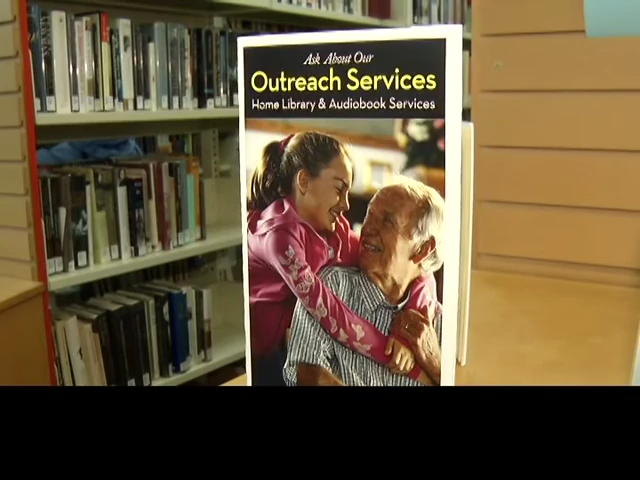 Ask About Our
Outreach Services
Home Library & Audiobook Services